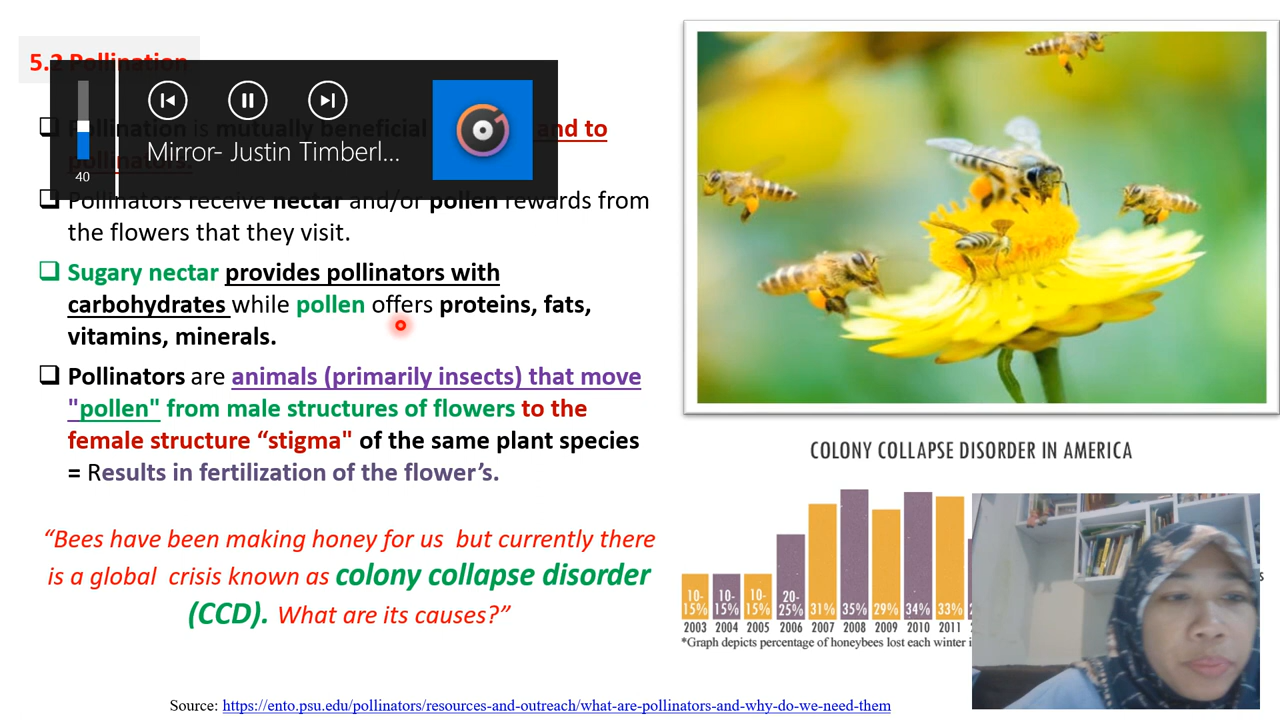 5.2 Pollination
Mirror- Justin Timberl...
40
❑ Pollination is mutually beneficial and to
pollinators.
❑ Pollinators receive nectar and/or pollen rewards from
the flowers that they visit.
❑ Sugary nectar provides pollinators with
carbohydrates while pollen offers proteins, fats,
vitamins, minerals.
❑ Pollinators are animals (primarily insects) that move
"pollen" from male structures of flowers to the
female structure “stigma" of the same plant species
= Results in fertilization of the flower’s.
“Bees have been making honey for us but currently there
is a global crisis known as colony collapse disorder
(CCD). What are its causes?”
COLONY COLLAPSE DISORDER IN AMERICA
10- 10- 10- 20-
15% 15% 15% 25% 31% 35% 29% 34% 33%
2003 2004 2005 2006 2007 2008 2009 2010 2011
*Graph depicts percentage of honeybees lost each winter
Source: https://ento.psu.edu/pollinators/resources-and-outreach/what-are-pollinators-and-why-do-we-need-them